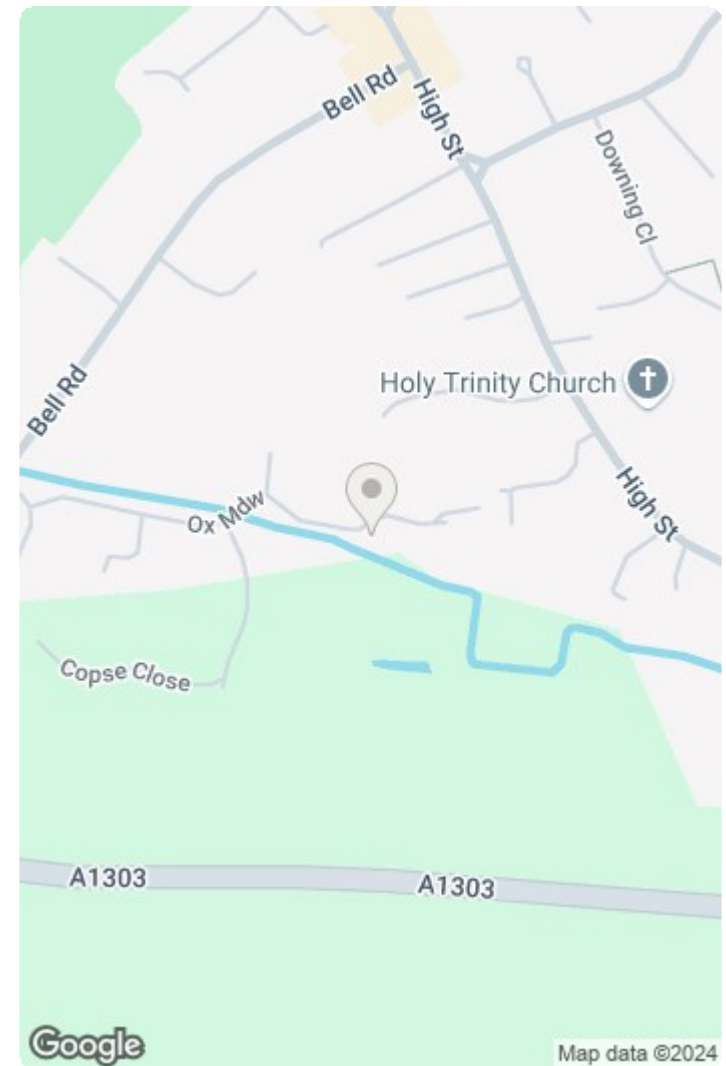 Bell Rd
High St
Downing Cl
Holy Trinity Church
Bell Rd
High St
Ox Mdw
Copse Close
A1303
A1303
Google
Map data ©2024